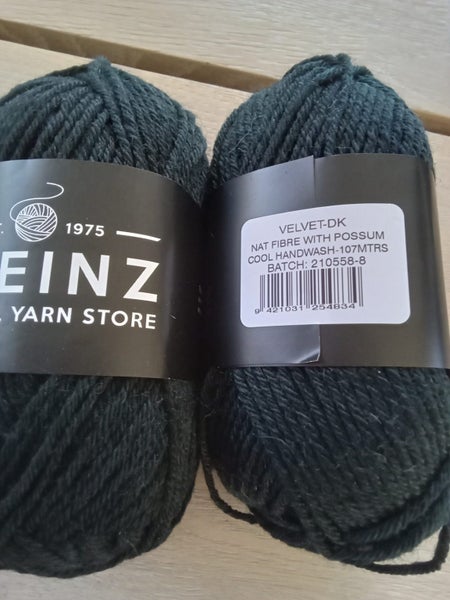 1975
EINZ
YARN STORE
VELVET-DK
NAT FIBRE WITH POSSUM
COOL HANDWASH-107MTRS
BATCH: 210558-8
9 421031 254834